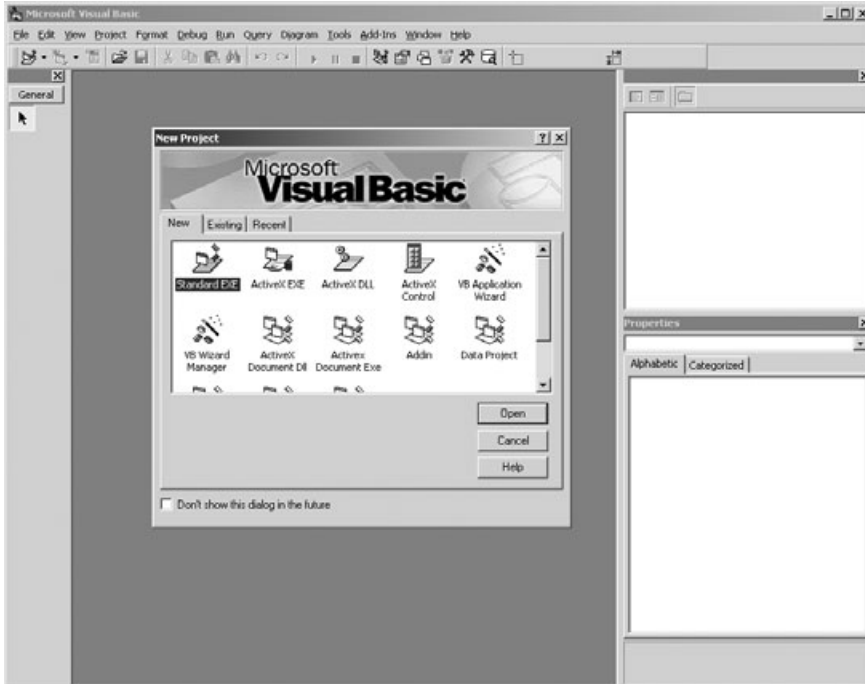 Microsoft Visual Basic
File Edit View Project Format Debug Run Query Diagram Tools Add-Ins Window Help
General
New Project
Microsoft
Visual Basic
New Existing Recent
Standard EXE ActiveX EXE ActiveX DLL ActiveX Control VB Application Wizard
VB Wizard Manager ActiveX Document Dll Activex Document Exe Addin Data Project
Open
Cancel
Help
Don't show this dialog in the future
Properties
Alphabetic Categorized